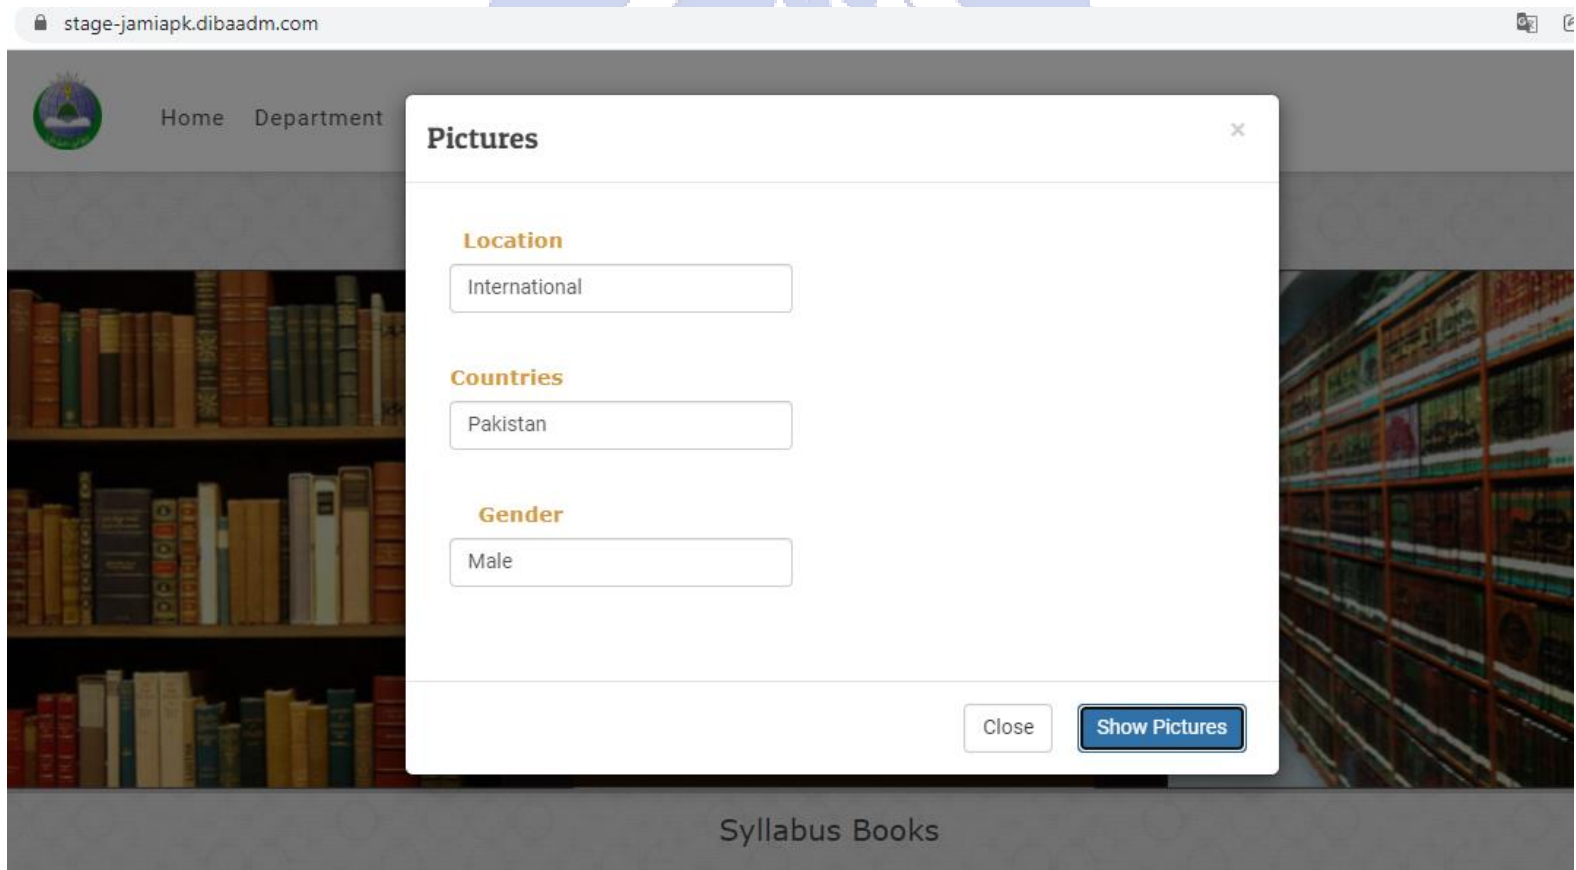 stage-jamiapk.dibaadm.com
Home Department
Pictures ×
Location
International
Countries
Pakistan
Gender
Male
Close Show Pictures
Syllabus Books